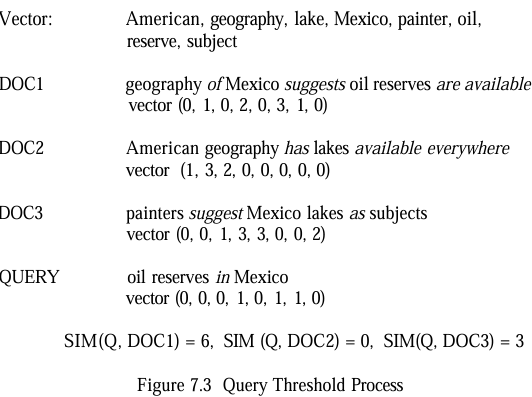 Vector: American, geography, lake, Mexico, painter, oil,
reserve, subject
DOC1 geography of Mexico suggests oil reserves are available
vector (0, 1, 0, 2, 0, 3, 1, 0)
DOC2 American geography has lakes available everywhere
vector (1, 3, 2, 0, 0, 0, 0, 0)
DOC3 painters suggest Mexico lakes as subjects
vector (0, 0, 1, 3, 3, 0, 0, 2)
QUERY oil reserves in Mexico
vector (0, 0, 0, 1, 0, 1, 1, 0)
SIM(Q, DOC1) = 6, SIM (Q, DOC2) = 0, SIM(Q, DOC3) = 3
Figure 7.3 Query Threshold Process